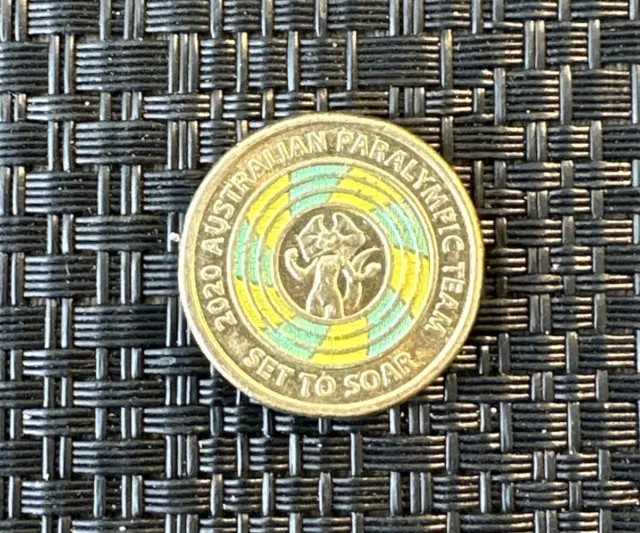 2020 AUSTRALIAN PARALYMPIC TEAM
SET TO SOAR